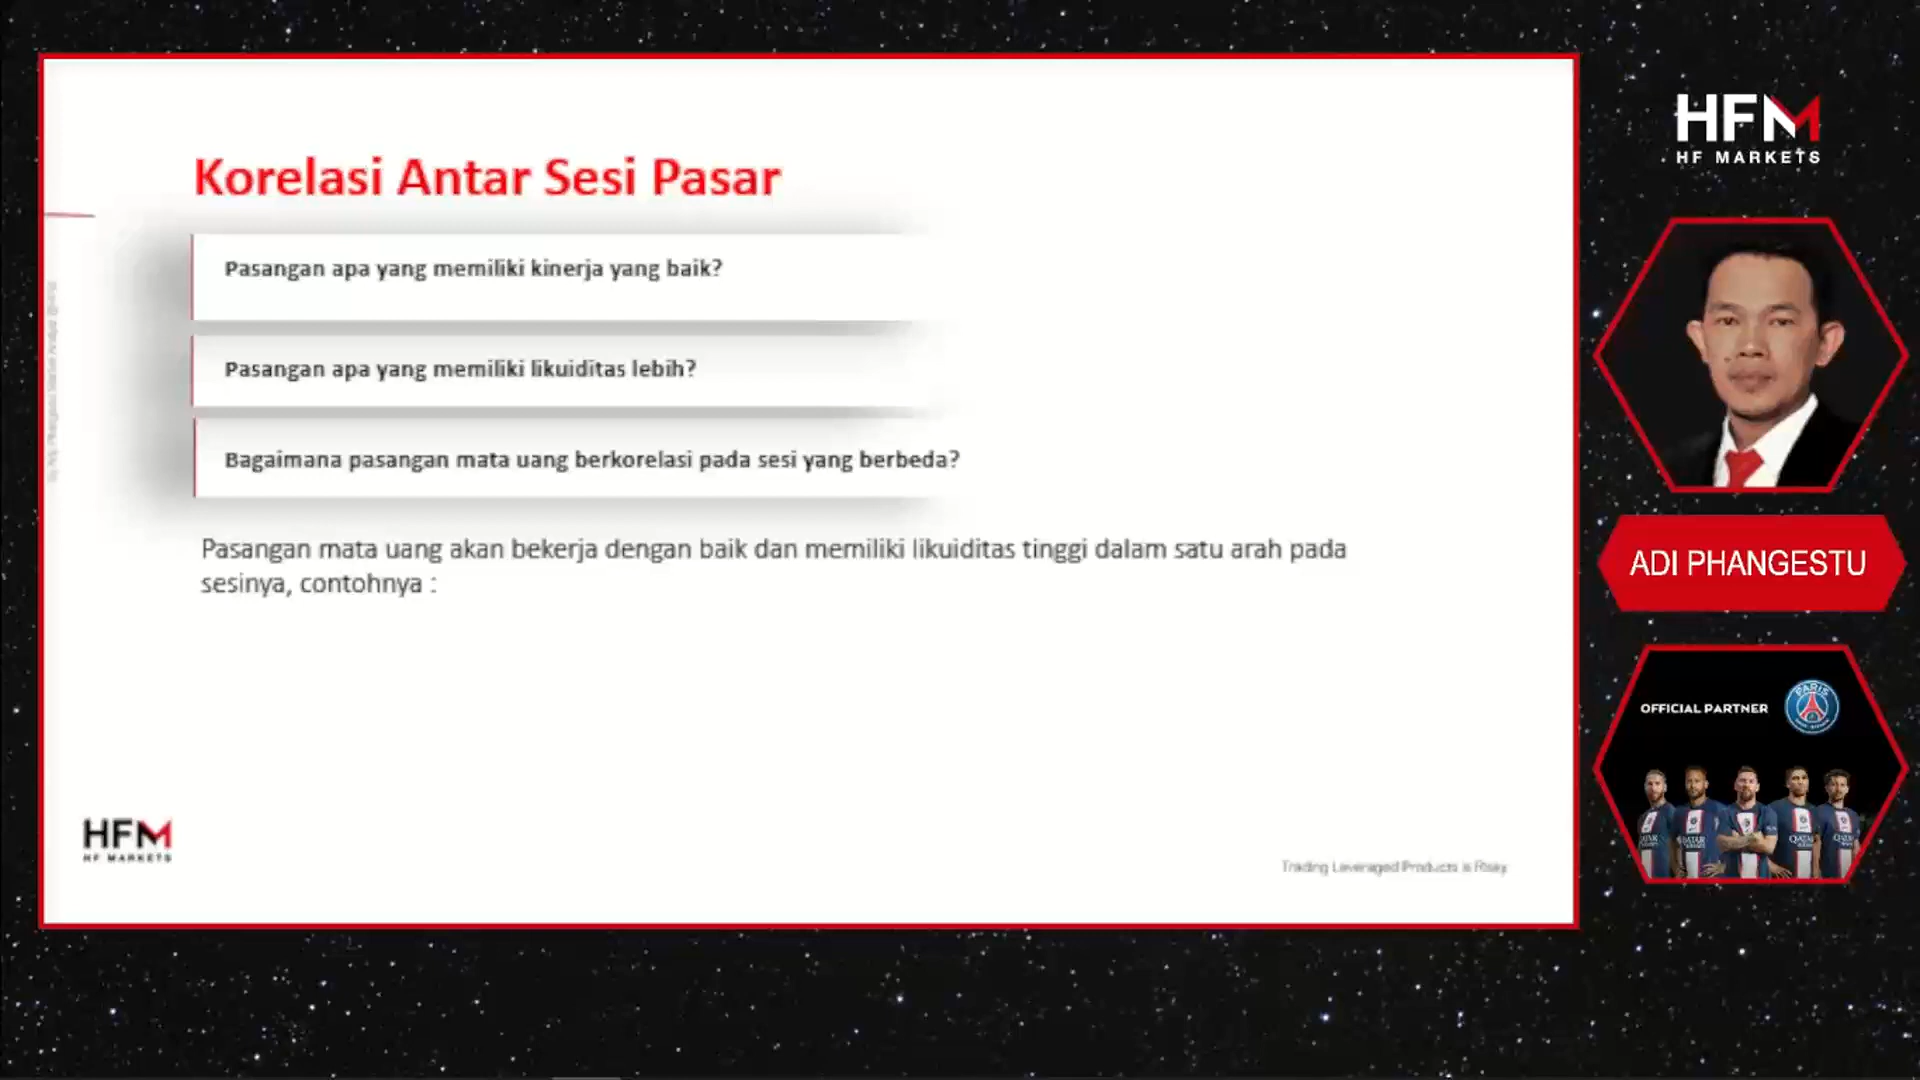 Korelasi Antar Sesi Pasar
Pasangan apa yang memiliki kinerja yang baik?
Pasangan apa yang memiliki likuiditas lebih?
Bagaimana pasangan mata uang berkorelasi pada sesi yang berbeda?
Pasangan mata uang akan bekerja dengan baik dan memiliki likuiditas tinggi dalam satu arah pada
sesinya, contohnya :
HFM
HF MARKETS
Trading Leveraged Products is Risky
HFM
HF MARKETS
ADI PHANGESTU
OFFICIAL PARTNER
PARIS